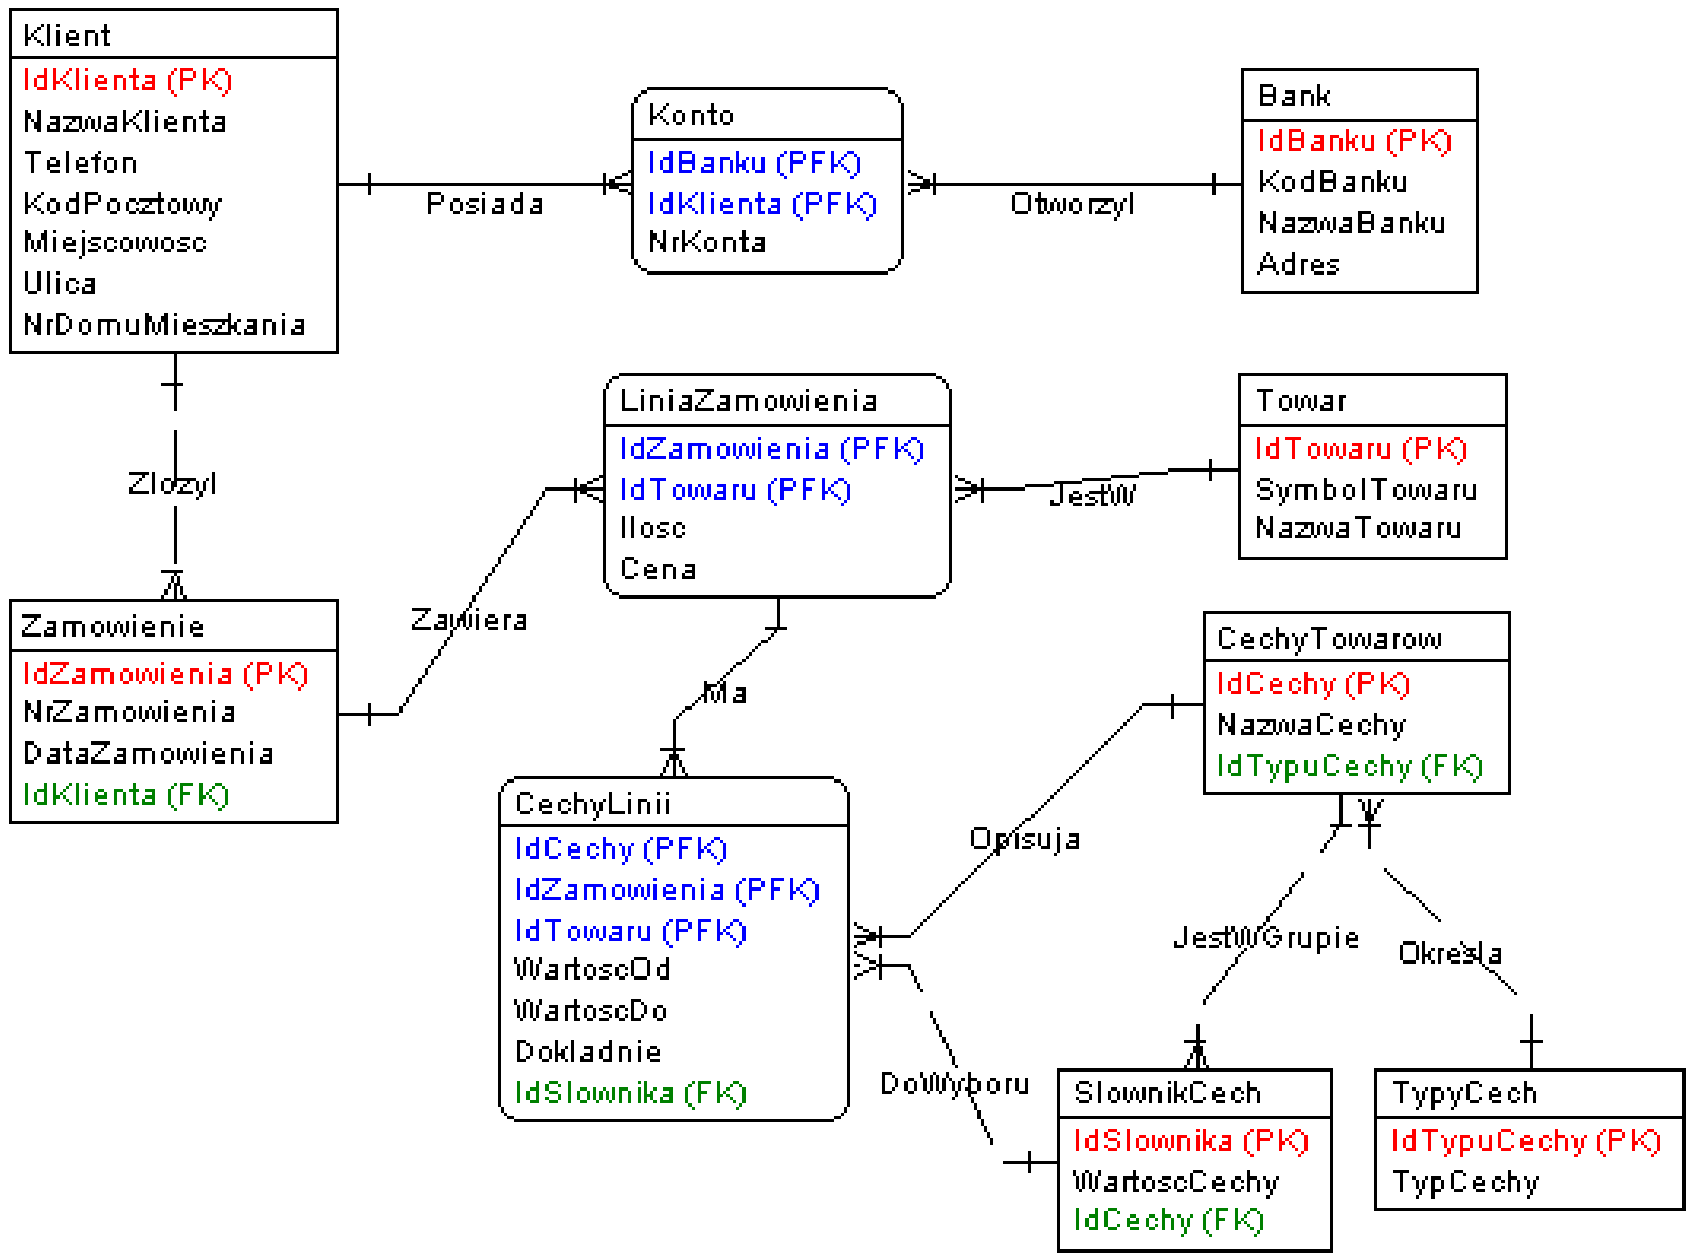 Klient
IdKlienta (PK)
NazwaKlienta
Telefon
KodPocztowy
Miejscowosc
Ulica
NrDomuMieszkania
Posiada
Konto
IdBanku (PFK)
IdKlienta (PFK)
NrKonta
Otworzyl
Bank
IdBanku (PK)
KodBanku
NazwaBanku
Adres
Zlozyl
LiniaZamowienia
IdZamowienia (PFK)
IdTowaru (PFK)
Ilosc
Cena
JestW
Towar
IdTowaru (PK)
SymbolTowaru
NazwaTowaru
Zamowienie
IdZamowienia (PK)
NrZamowienia
DataZamowienia
IdKlienta (FK)
Zawiera
Ma
CechyTowarow
IdCechy (PK)
NazwaCechy
IdTypuCechy (FK)
CechyLinii
IdCechy (PFK)
IdZamowienia (PFK)
IdTowaru (PFK)
WartoscOd
WartoscDo
Dokladnie
IdSlownika (FK)
Opisuja
JestWGrupie
Okresla
DoWyboru
SlownikCech
IdSlownika (PK)
WartoscCechy
IdCechy (FK)
TypyCech
IdTypuCechy (PK)
TypCechy